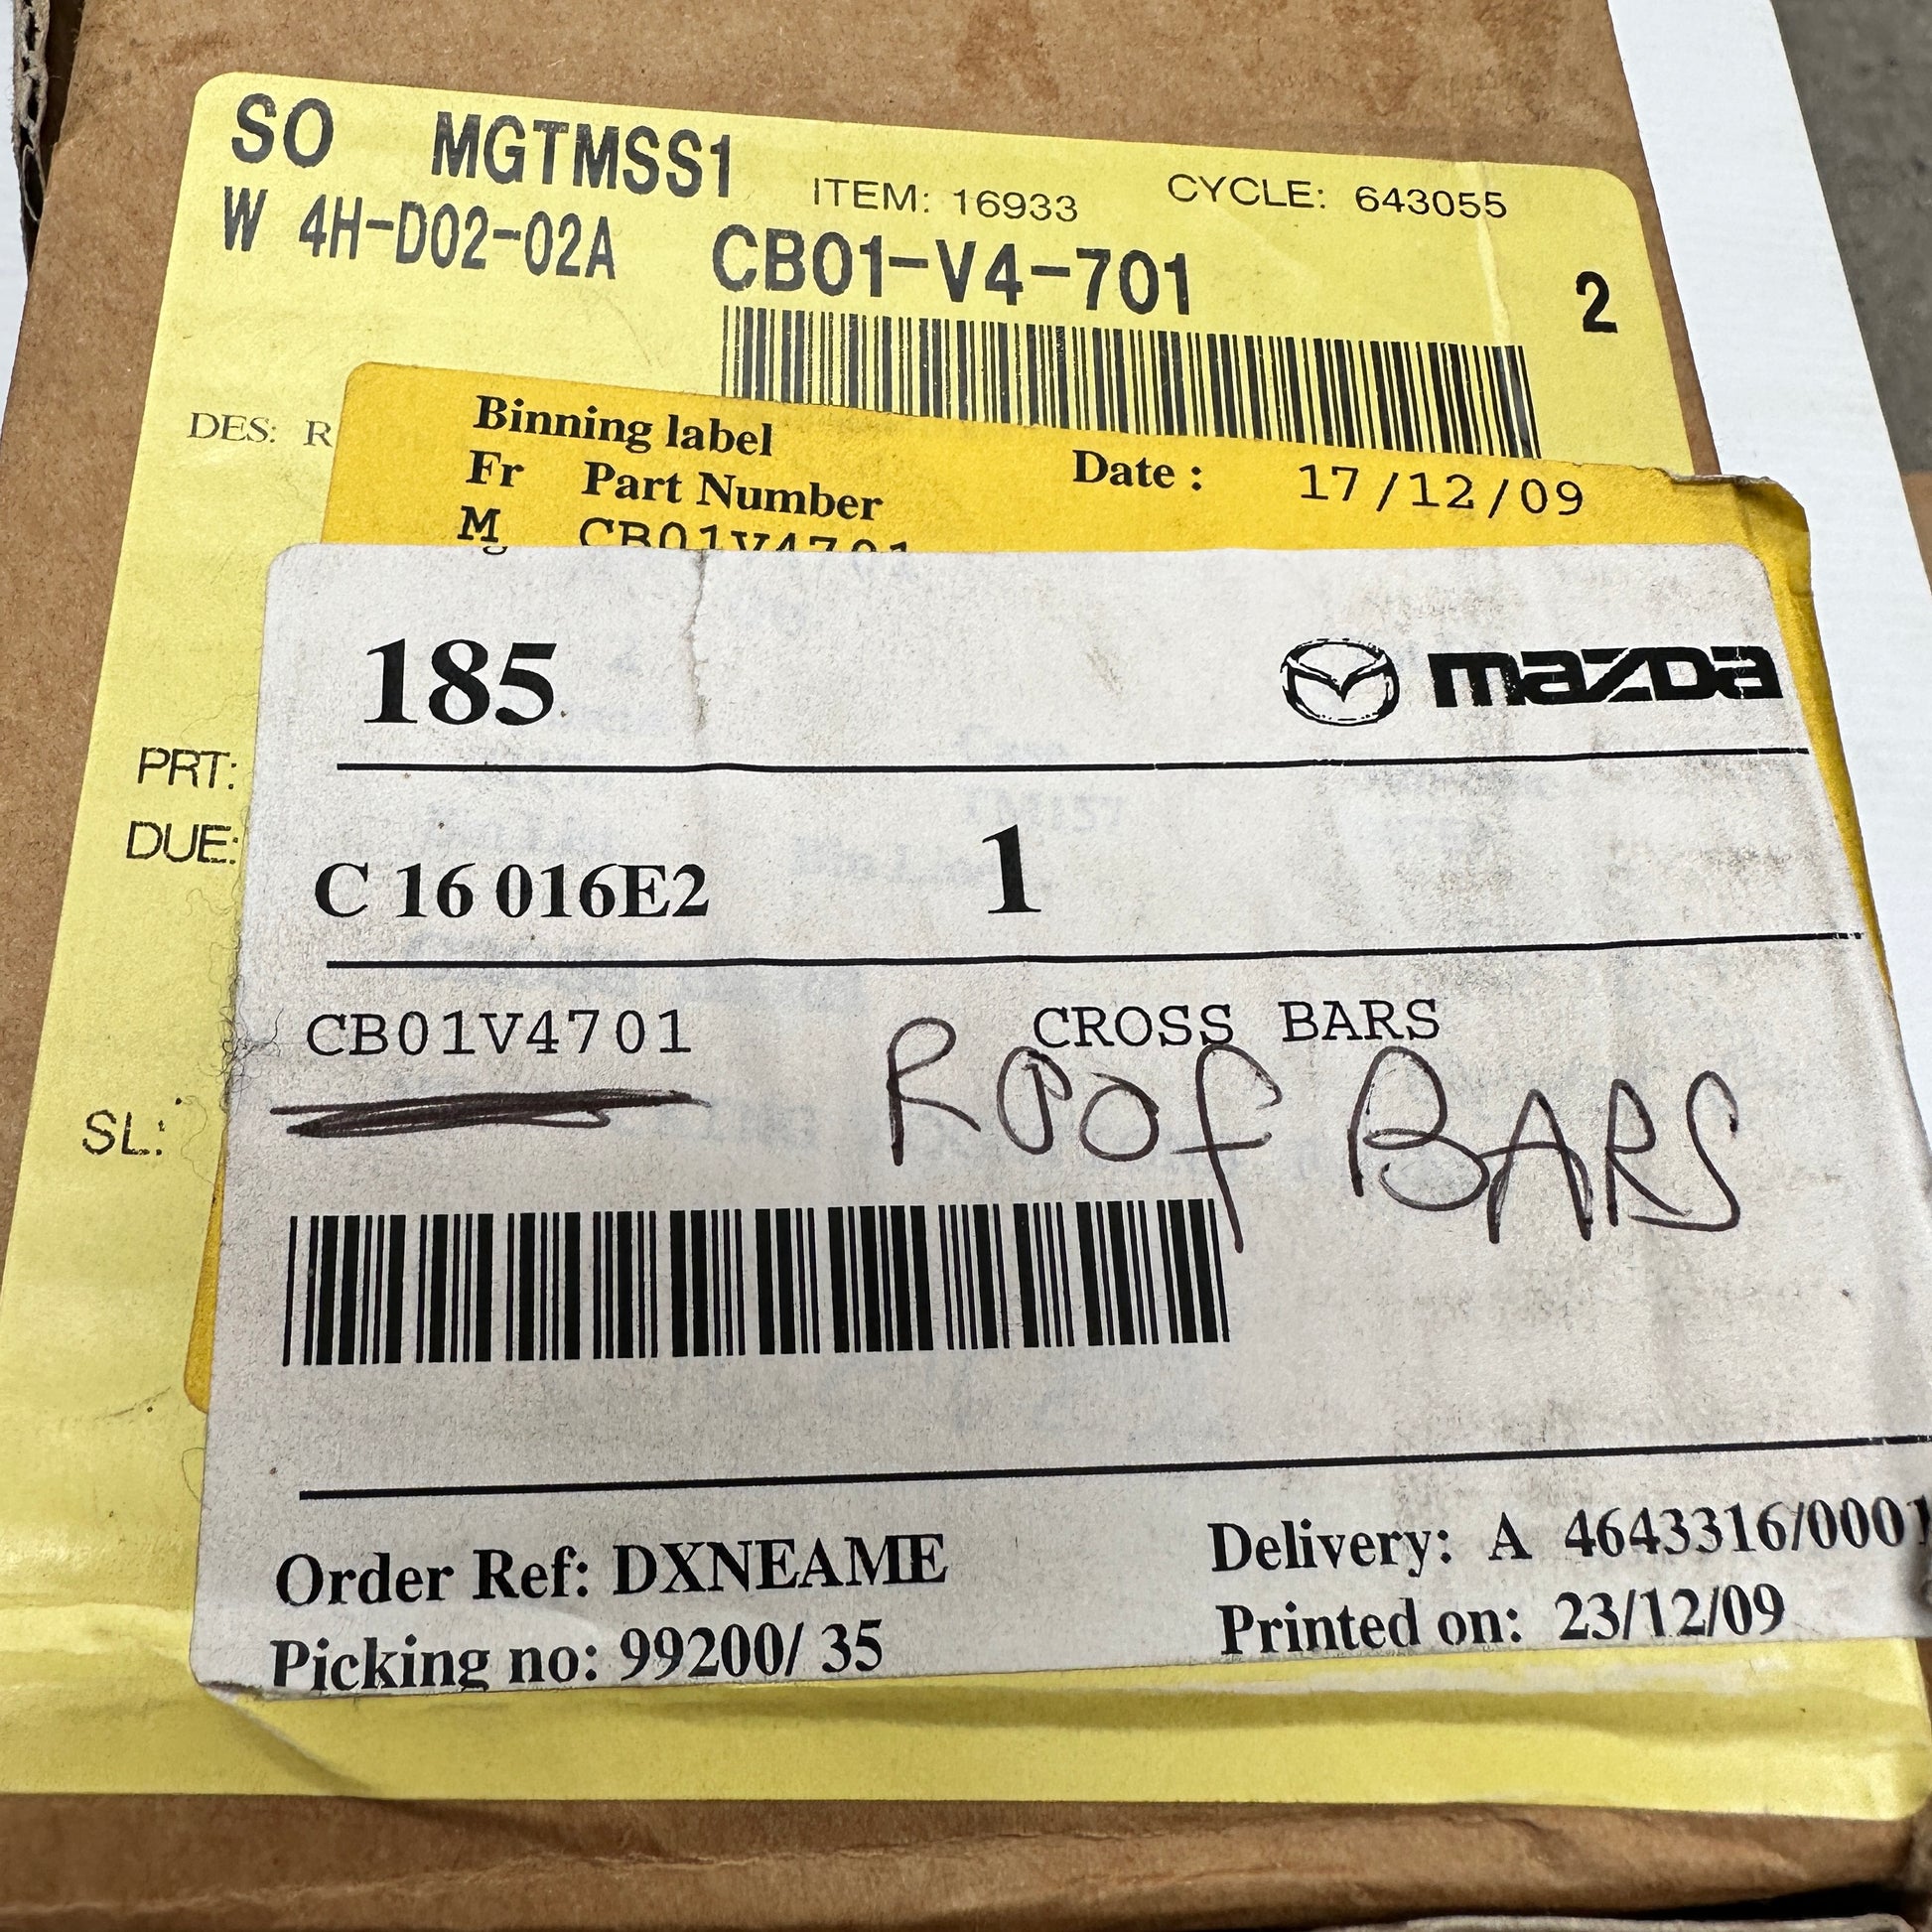 SO MGTMSS1 ITEM: 16933 CYCLE: 643055
W 4H-D02-02A CB01-V4-701 2
DES: R
Binning label
Date : 17/12/09
Fr Part Number
M CB01V4701
185 mazda
PRT:
DUE:
C 16 016E2 1
CB01V4701 CROSS BARS
ROOF BARS
SL:
Order Ref: DXNEAME Delivery: A 4643316/0001
Picking no: 99200/ 35 Printed on: 23/12/09